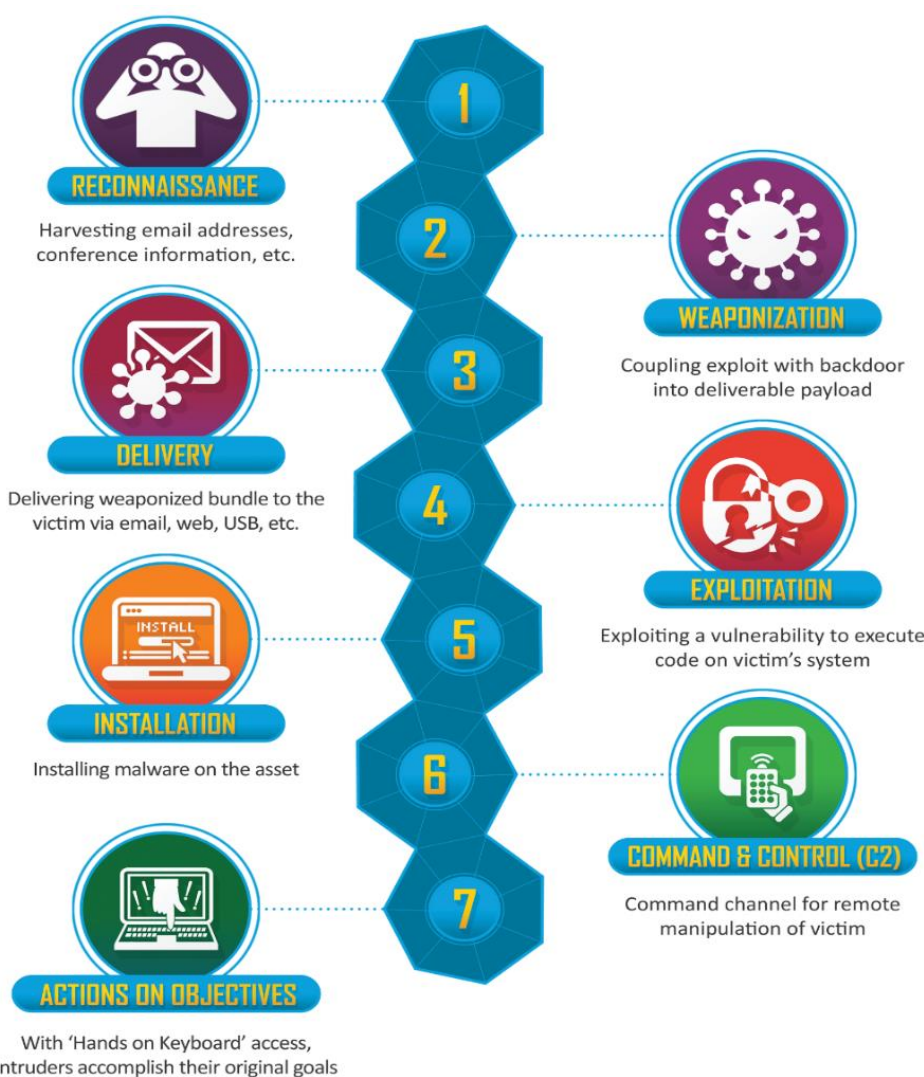 1
RECONNAISSANCE
Harvesting email addresses,
conference information, etc.
2
WEAPONIZATION
Coupling exploit with backdoor
into deliverable payload
3
DELIVERY
Delivering weaponized bundle to the
victim via email, web, USB, etc.
4
EXPLOITATION
Exploiting a vulnerability to execute
code on victim's system
5
INSTALL
INSTALLATION
Installing malware on the asset
6
COMMAND & CONTROL (C2)
Command channel for remote
manipulation of victim
7
ACTIONS ON OBJECTIVES
With 'Hands on Keyboard' access,
ntruders accomplish their original goals